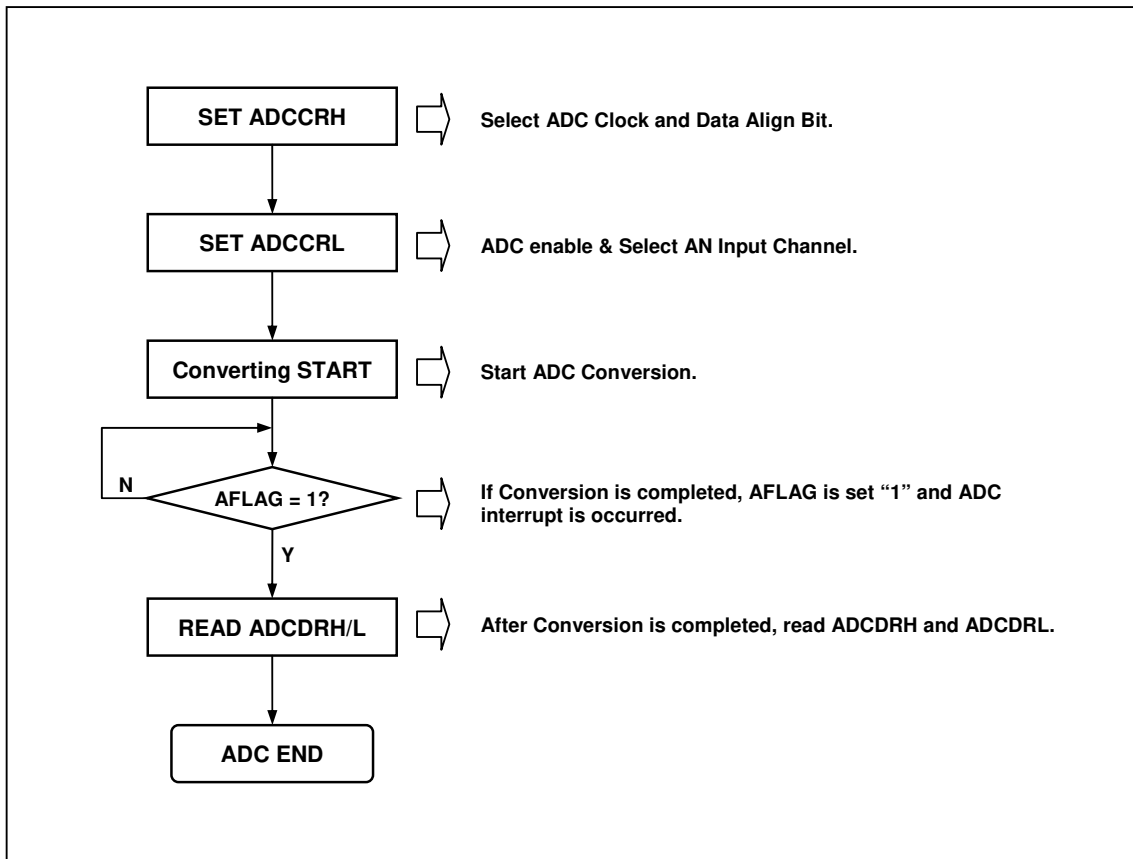 SET ADCCRH
Select ADC Clock and Data Align Bit.
SET ADCCRL
ADC enable & Select AN Input Channel.
Converting START
Start ADC Conversion.
N
AFLAG = 1?
If Conversion is completed, AFLAG is set “1” and ADC
interrupt is occurred.
Y
READ ADCDRH/L
After Conversion is completed, read ADCDRH and ADCDRL.
ADC END